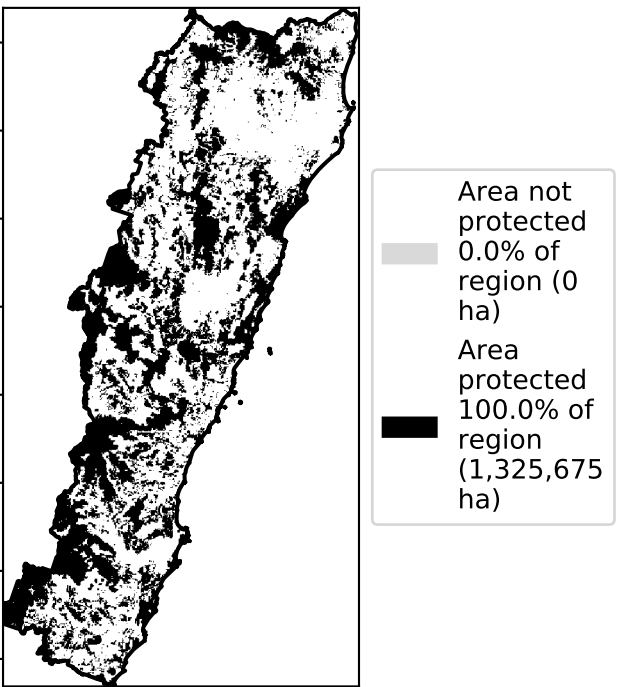 Area not
protected
0.0% of
region (0
ha)
Area
protected
100.0% of
region
(1,325,675
ha)